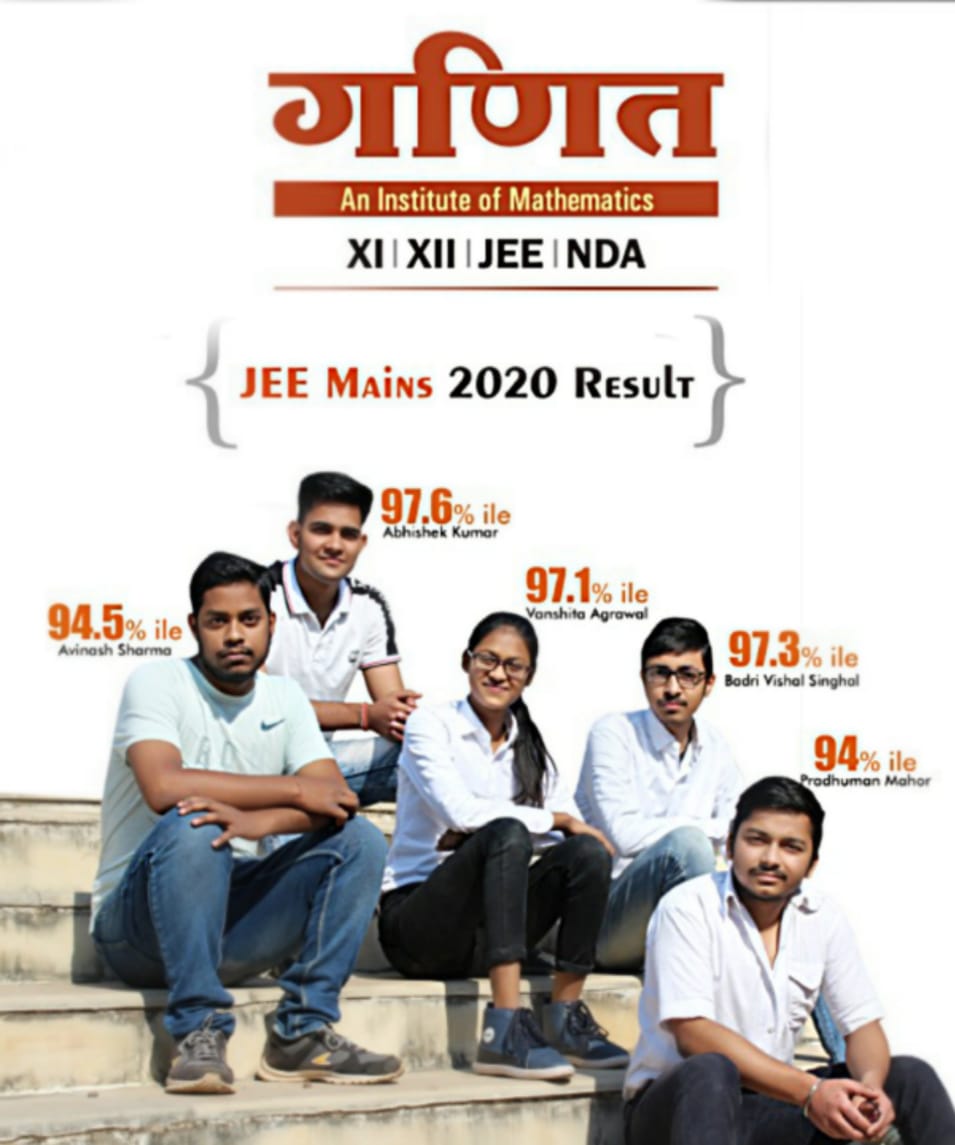 गणित
An Institute of Mathematics
XI | XII | JEE | NDA
{ JEE Mains 2020 Result }
97.6% ile
Abhishek Kumar
97.1% ile
Vanshita Agrawal
94.5% ile
Avinash Sharma
97.3% ile
Badri Vishal Singhal
94% ile
Pradhuman Mahor